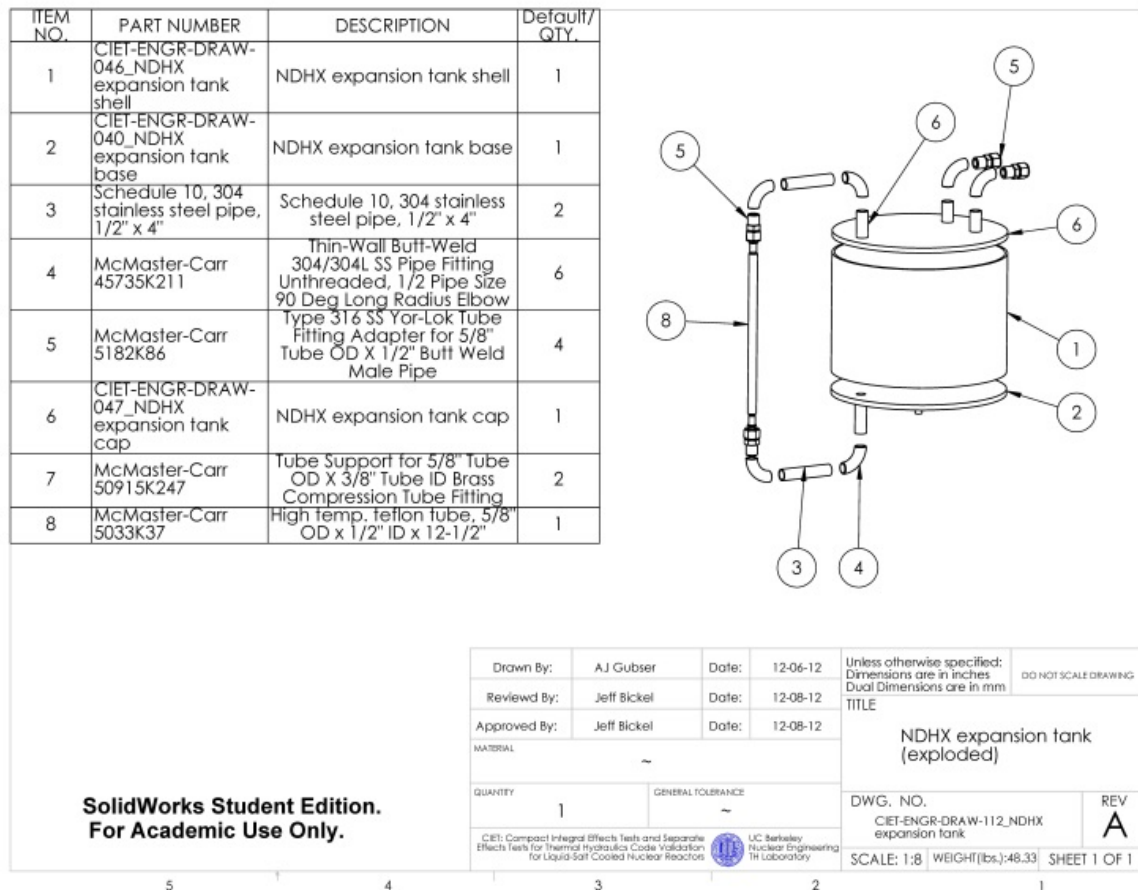 ITEM NO.
PART NUMBER
DESCRIPTION
Default/ QTY.
1
CIET-ENGR-DRAW-
046_NDHX
expansion tank
shell
NDHX expansion tank shell
1
2
CIET-ENGR-DRAW-
040_NDHX
expansion tank
base
NDHX expansion tank base
1
3
Schedule 10, 304
stainless steel pipe,
1/2" x 4"
Schedule 10, 304 stainless
steel pipe, 1/2" x 4"
2
4
McMaster-Carr
45735K211
Thin-Wall Butt-Weld
304/304L SS Pipe Fitting
Unthreaded, 1/2 Pipe Size
90 Deg Long Radius Elbow
6
5
McMaster-Carr
5182K86
Type 316 SS Yor-Lok Tube
Fitting Adapter for 5/8"
Tube OD X 1/2" Butt Weld
Male Pipe
4
6
CIET-ENGR-DRAW-
047_NDHX
expansion tank
cap
NDHX expansion tank cap
1
7
McMaster-Carr
50915K247
Tube Support for 5/8" Tube
OD X 3/8" Tube ID Brass
Compression Tube Fitting
2
8
McMaster-Carr
5033K37
High temp. teflon tube, 5/8"
OD x 1/2" ID x 12-1/2"
1
5
6
5
6
8
1
2
3
4
Drawn By: AJ Gubser Date: 12-06-12
Reviewd By: Jeff Bickel Date: 12-08-12
Approved By: Jeff Bickel Date: 12-08-12
MATERIAL
~
QUANTITY
1
GENERAL TOLERANCE
~
CIET: Compact Integral Effects Tests and Separate
Effects Tests for Thermal Hydraulics Code Validation
for Liquid-Salt Cooled Nuclear Reactors
UC Berkeley
Nuclear Engineering
TH Laboratory
Unless otherwise specified:
Dimensions are in inches
Dual Dimensions are in mm
DO NOT SCALE DRAWING
TITLE
NDHX expansion tank
(exploded)
DWG. NO.
CIET-ENGR-DRAW-112_NDHX
expansion tank
REV
A
SCALE: 1:8 WEIGHT(lbs.):48.33 SHEET 1 OF 1
SolidWorks Student Edition.
For Academic Use Only.
5 4 3 2 1